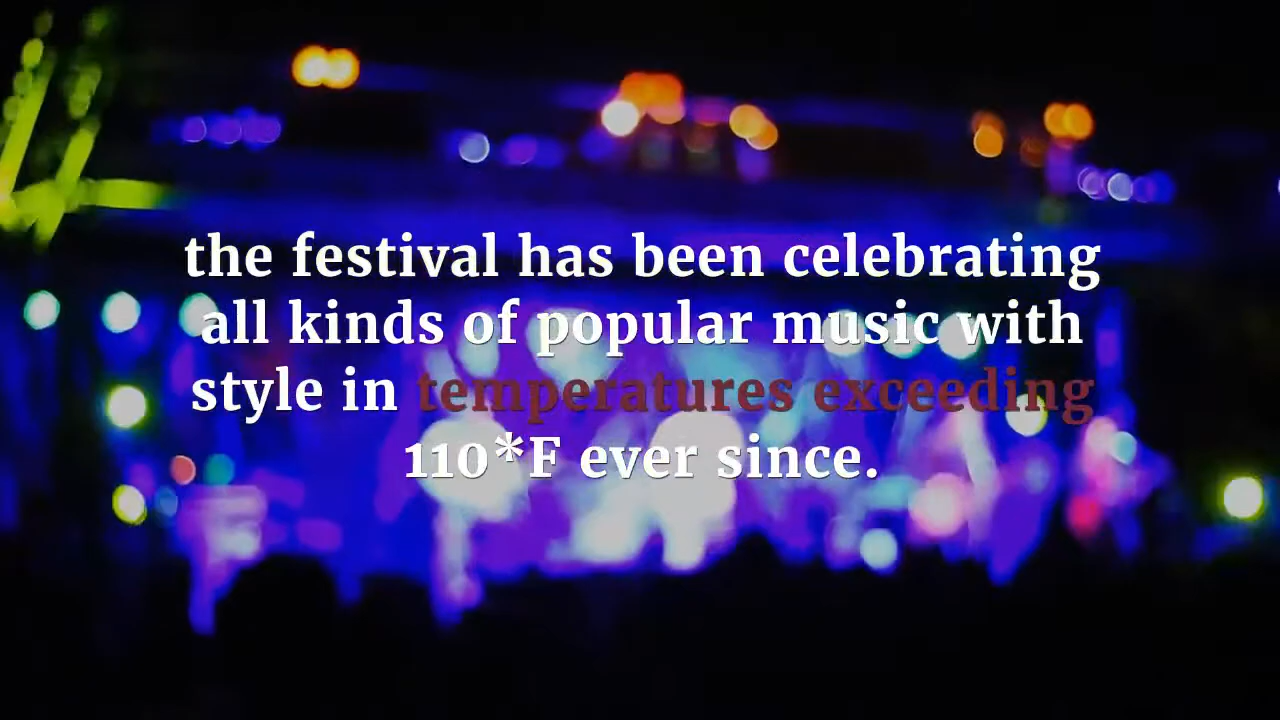 the festival has been celebrating
all kinds of popular music with
style in temperatures exceeding
110*F ever since.